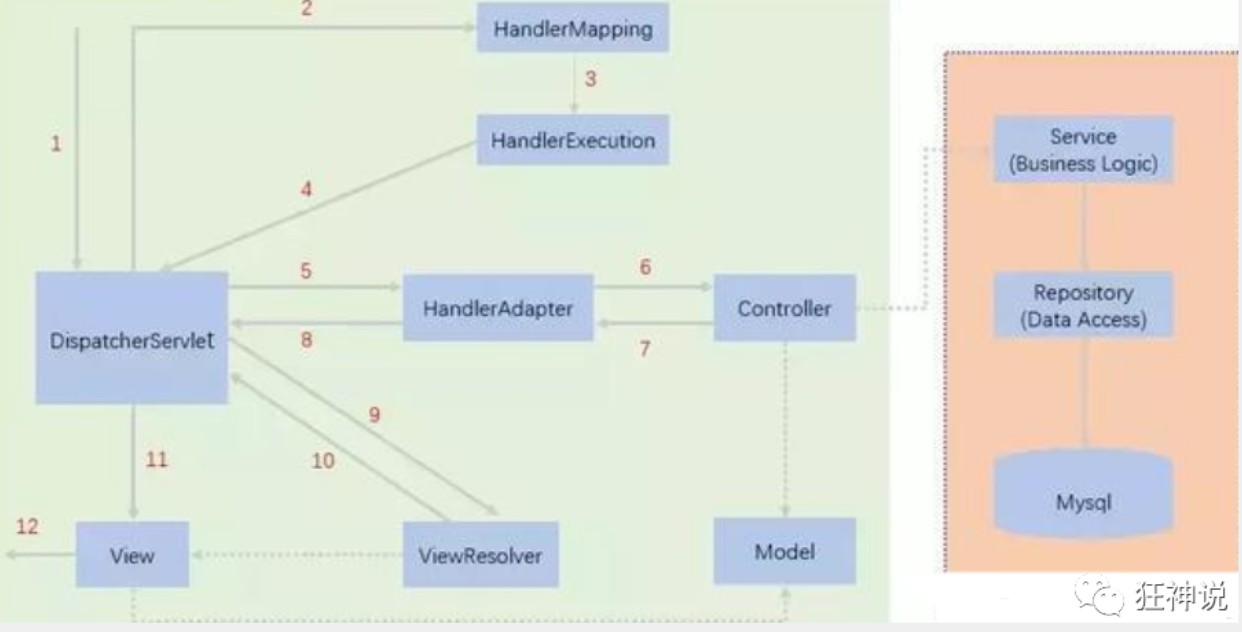 2
HandlerMapping
3
1
HandlerExecution
4
Service
(Business Logic)
5
6
HandlerAdapter
Controller
DispatcherServlet
8
7
Repository
(Data Access)
9
10
11
12
View
ViewResolver
Model
Mysql
狂神说